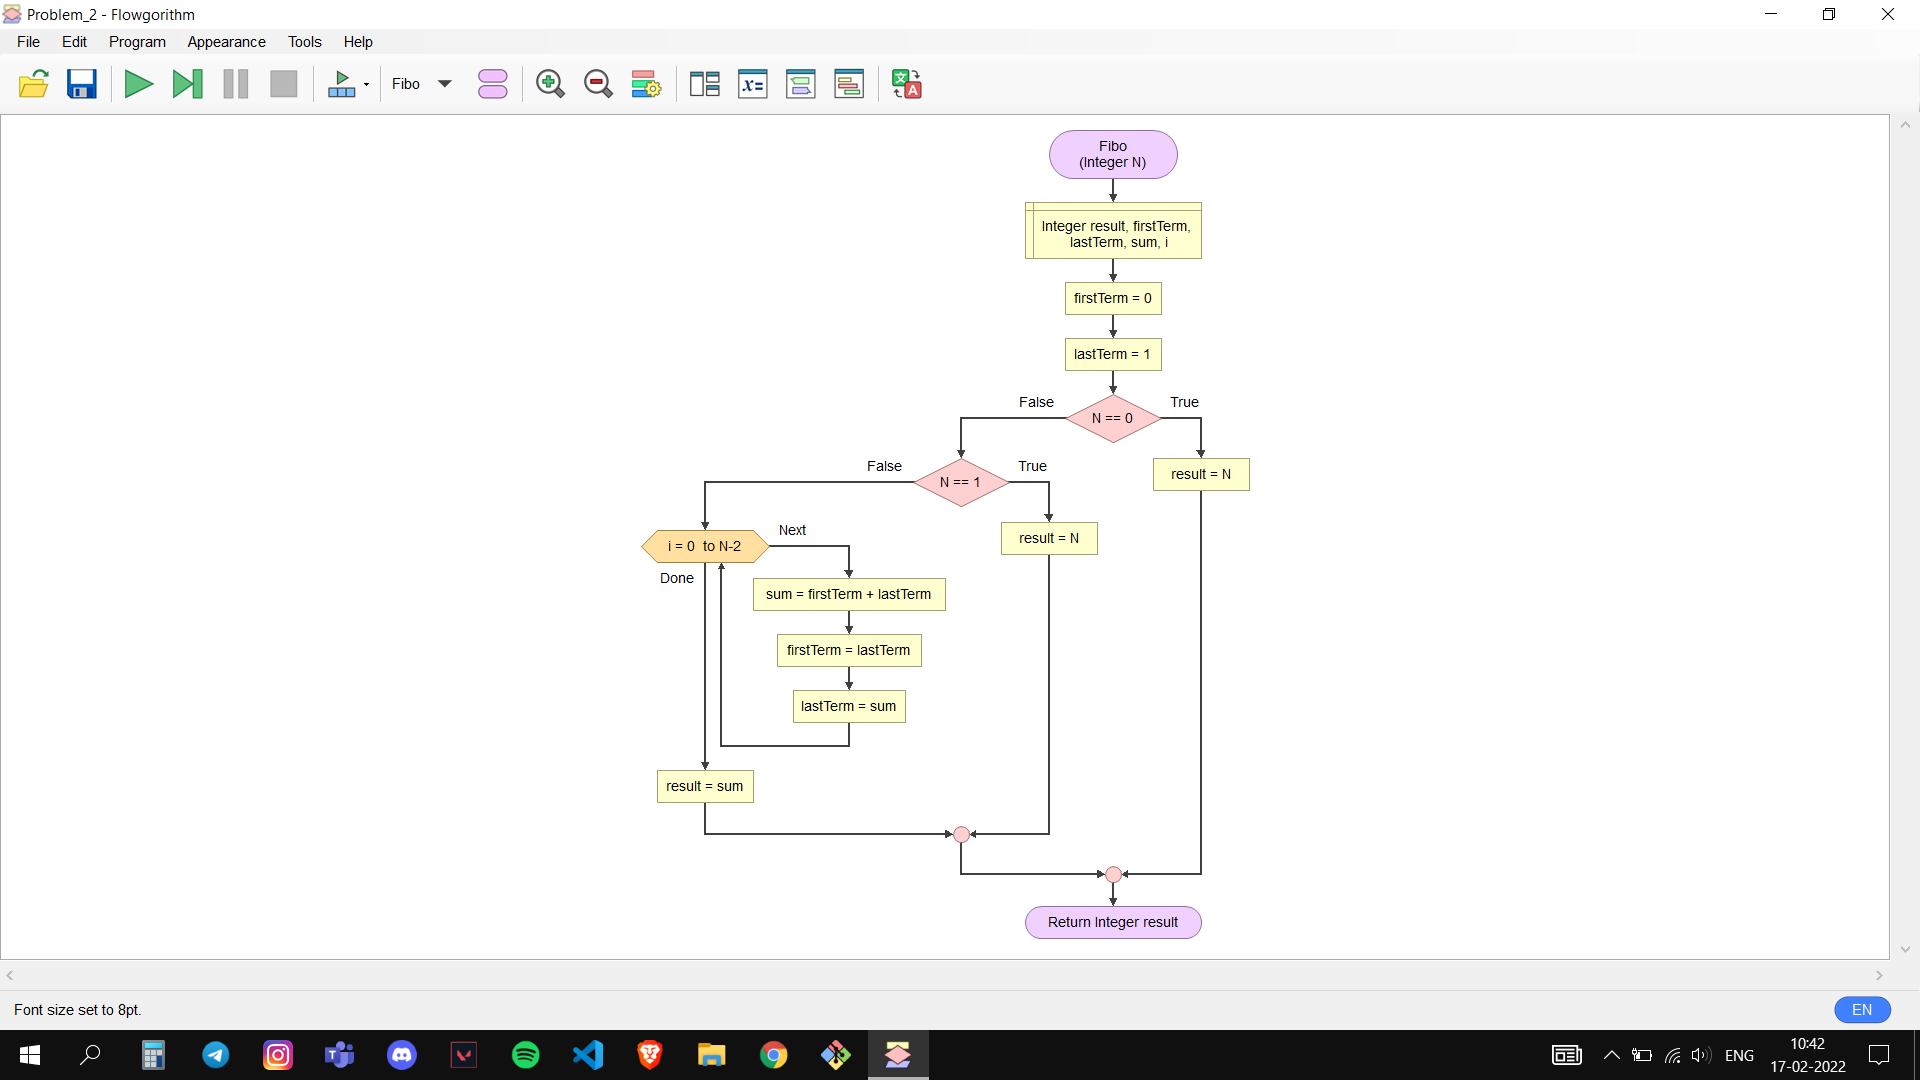 Problem_2 - Flowgorithm
File Edit Program Appearance Tools Help
Fibo
Fibo
(Integer N)
Integer result, firstTerm,
lastTerm, sum, i
firstTerm = 0
lastTerm = 1
False N == 0 True
result = N
False N == 1 True
result = N
i = 0 to N-2 Next
Done
sum = firstTerm + lastTerm
firstTerm = lastTerm
lastTerm = sum
result = sum
Return Integer result
Font size set to 8pt.
EN
ENG
10:42
17-02-2022